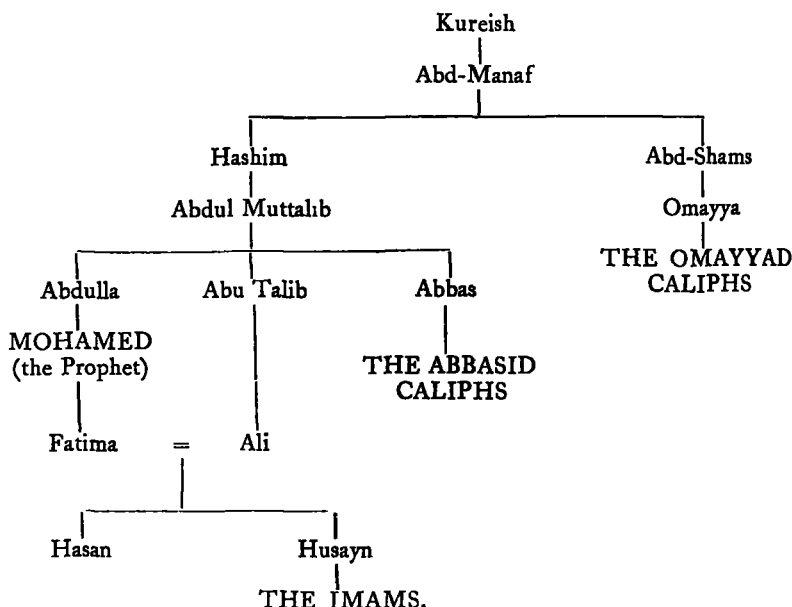 Kureish
Abd-Manaf
Hashim Abd-Shams
Abdul Muttalib Omayya
THE OMAYYAD
CALIPHS
Abdulla Abu Talib Abbas
MOHAMED
(the Prophet)
THE ABBASID
CALIPHS
Fatima = Ali
Hasan Husayn
THE IMAMS.